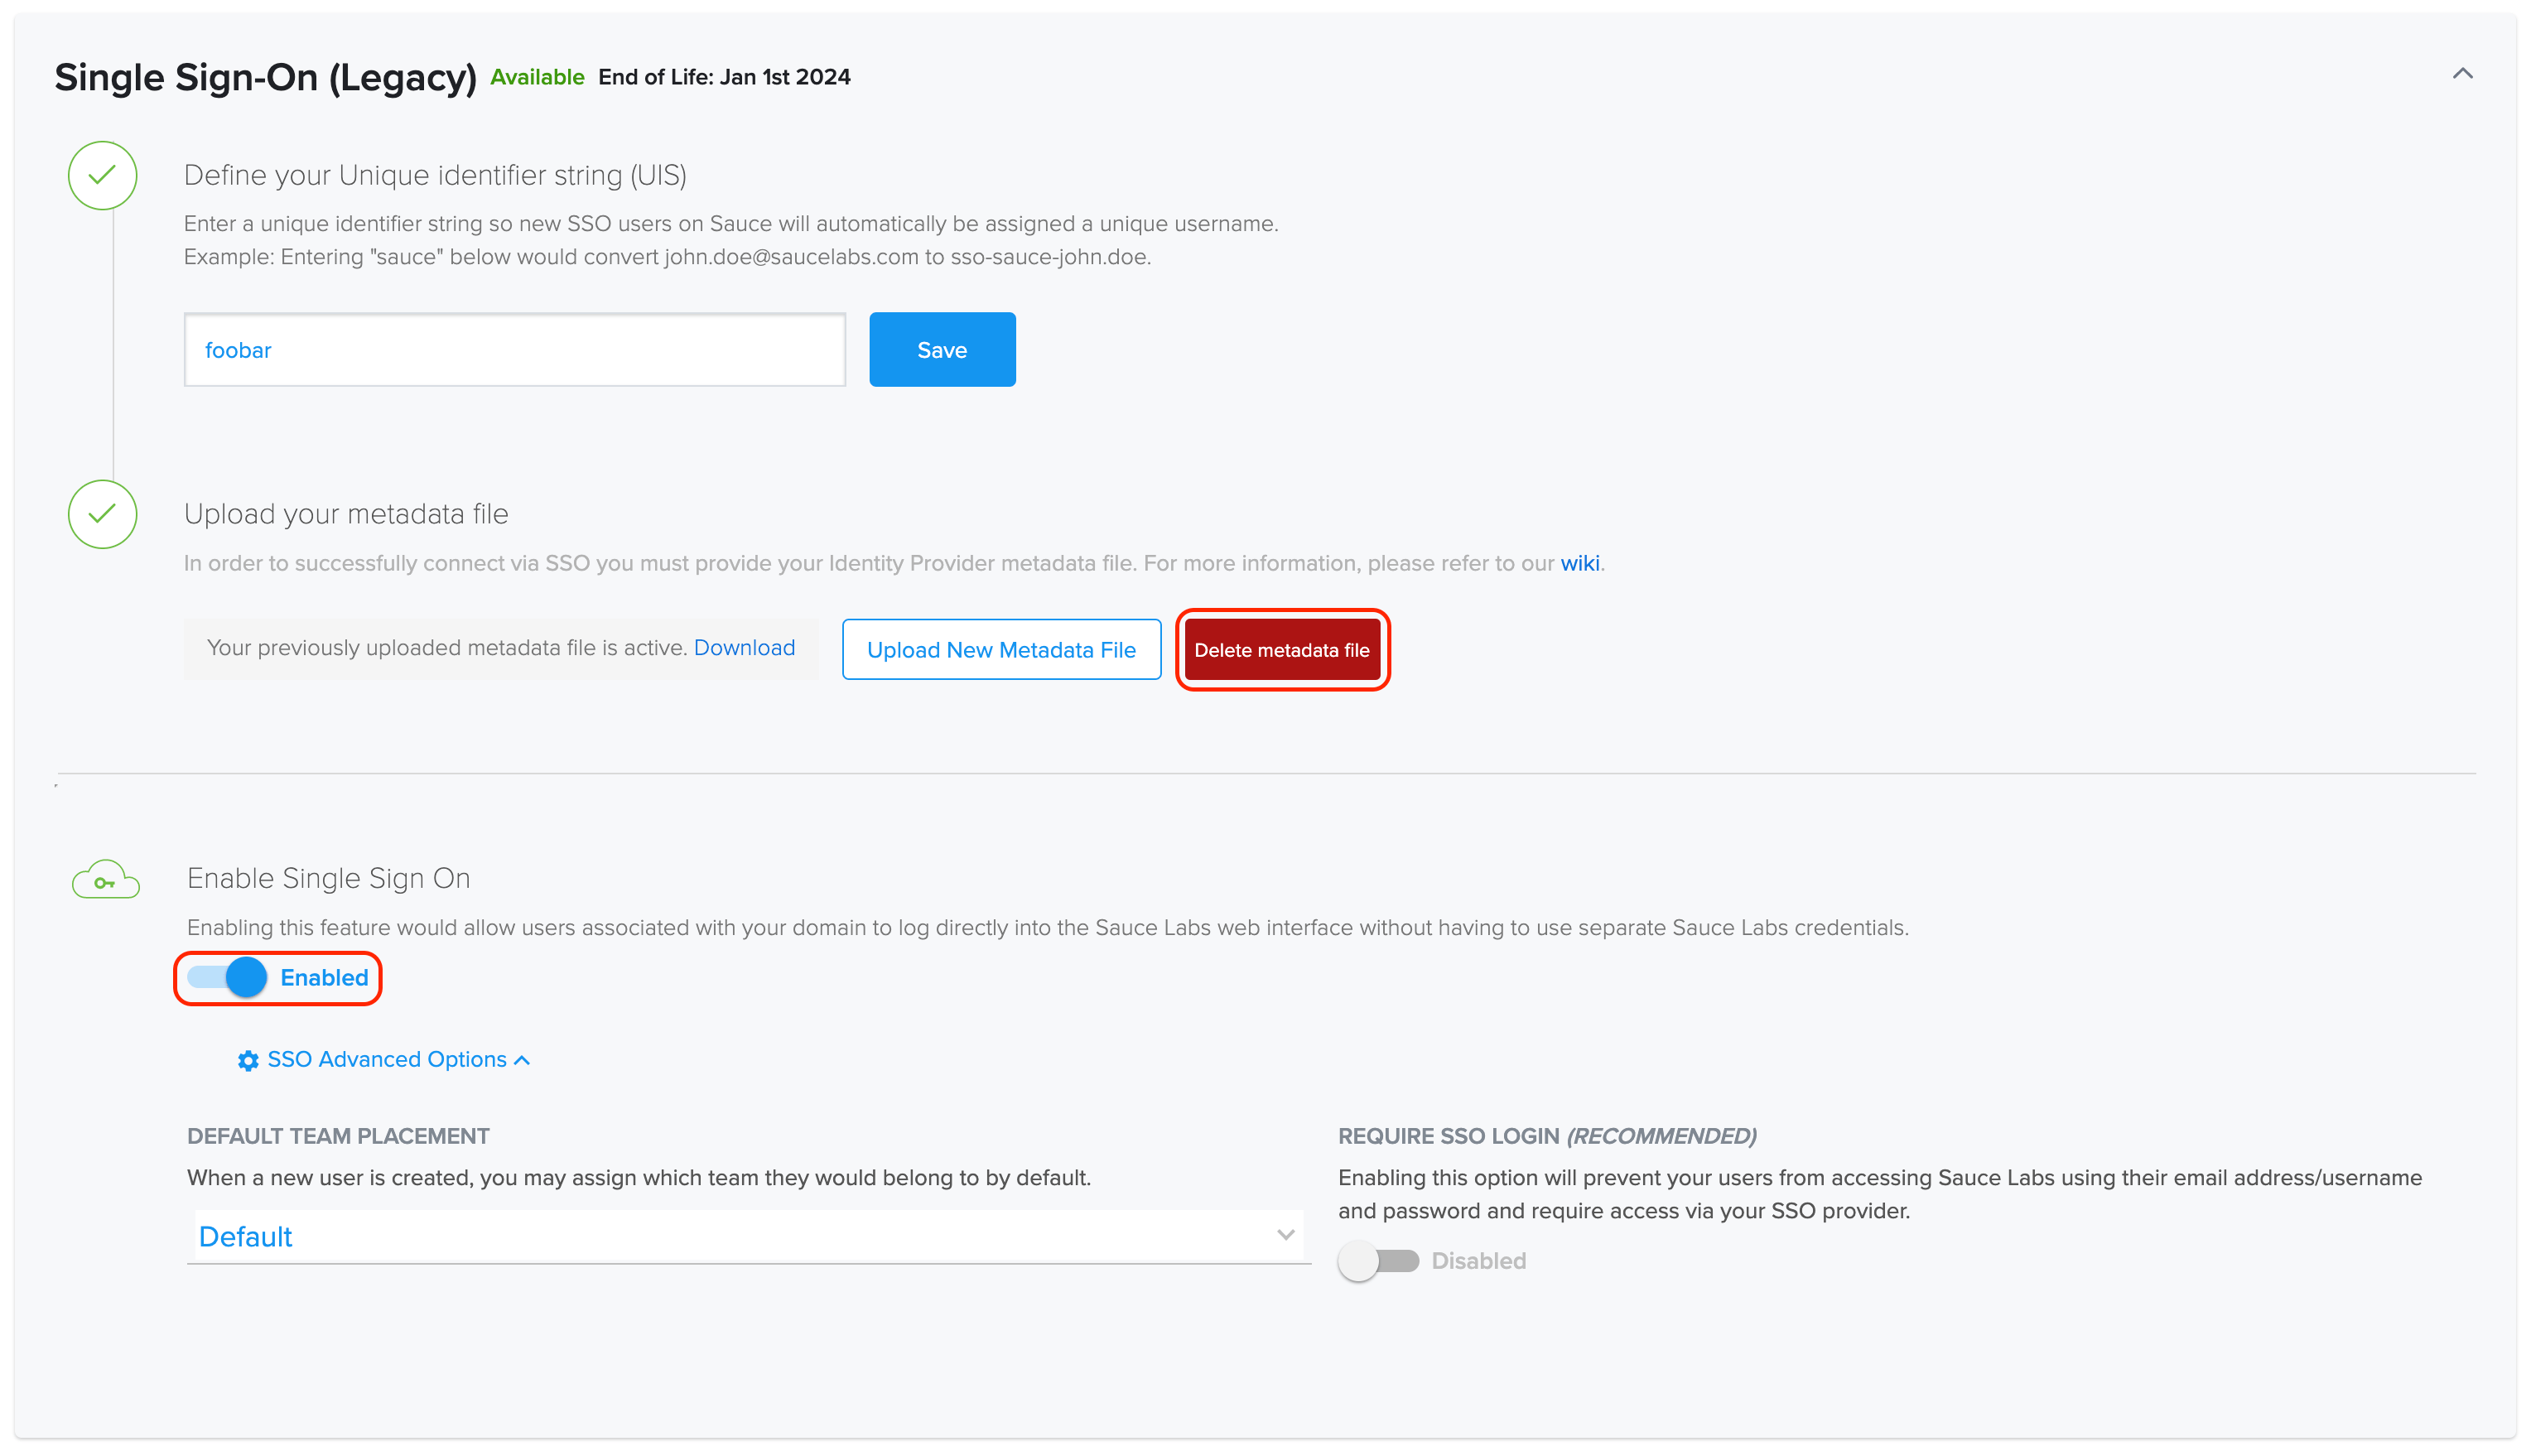 Single Sign-On (Legacy) Available End of Life: Jan 1st 2024
Define your Unique identifier string (UIS)
Enter a unique identifier string so new SSO users on Sauce will automatically be assigned a unique username.
Example: Entering "sauce" below would convert john.doe@saucelabs.com to sso-sauce-john.doe.
foobar
Save
Upload your metadata file
In order to successfully connect via SSO you must provide your Identity Provider metadata file. For more information, please refer to our wiki.
Your previously uploaded metadata file is active. Download
Upload New Metadata File
Delete metadata file
Enable Single Sign On
Enabling this feature would allow users associated with your domain to log directly into the Sauce Labs web interface without having to use separate Sauce Labs credentials.
Enabled
SSO Advanced Options
DEFAULT TEAM PLACEMENT
When a new user is created, you may assign which team they would belong to by default.
Default
REQUIRE SSO LOGIN (RECOMMENDED)
Enabling this option will prevent your users from accessing Sauce Labs using their email address/username
and password and require access via your SSO provider.
Disabled